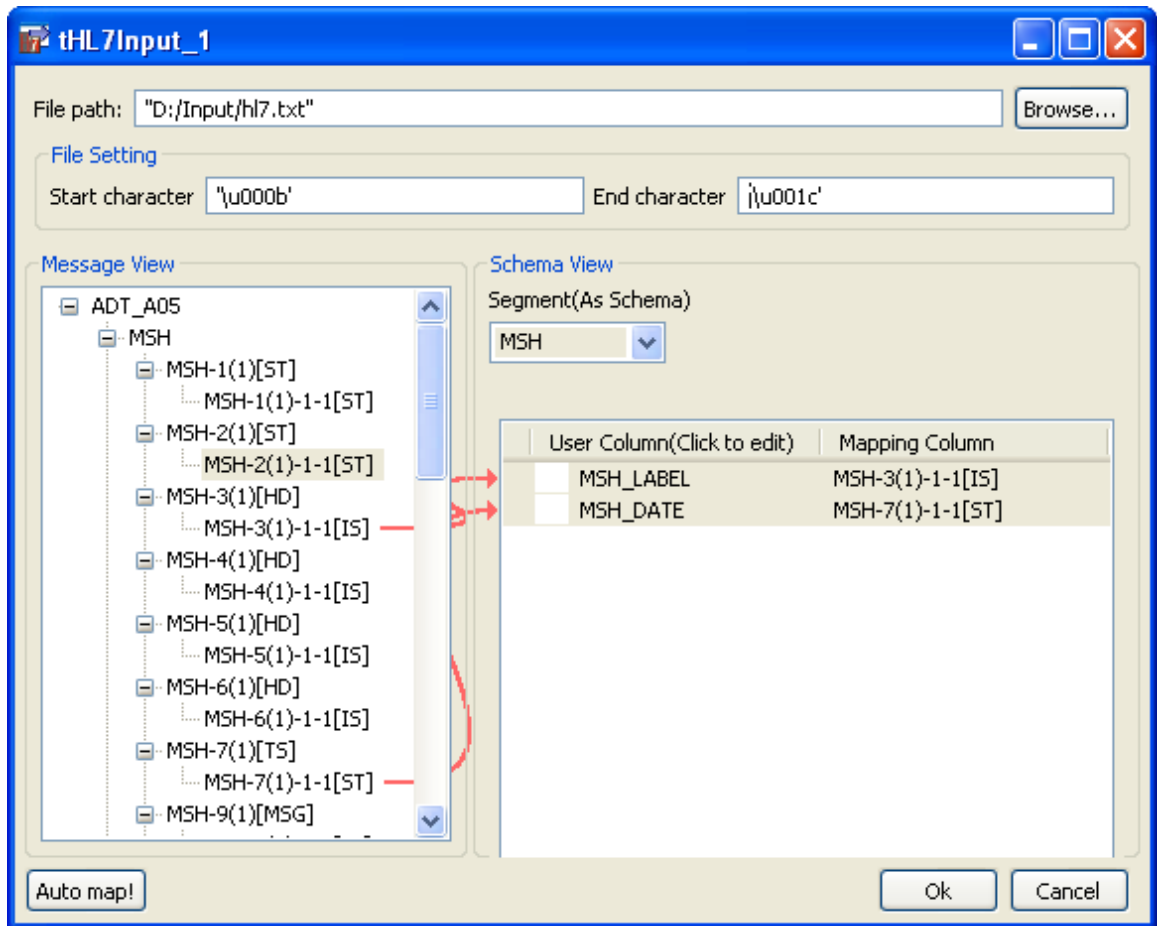 tHL7Input_1
File path: "D:/Input/hl7.txt" Browse...
File Setting
Start character "\u000b' End character j\u001c'
Message View
ADT_A05
MSH
MSH-1(1)[ST]
MSH-1(1)-1-1[ST]
MSH-2(1)[ST]
MSH-2(1)-1-1[ST]
MSH-3(1)[HD]
MSH-3(1)-1-1[IS]
MSH-4(1)[HD]
MSH-4(1)-1-1[IS]
MSH-5(1)[HD]
MSH-5(1)-1-1[IS]
MSH-6(1)[HD]
MSH-6(1)-1-1[IS]
MSH-7(1)[TS]
MSH-7(1)-1-1[ST]
MSH-9(1)[MSG]
Schema View
Segment(As Schema)
MSH
User Column(Click to edit) Mapping Column
MSH_LABEL MSH-3(1)-1-1[IS]
MSH_DATE MSH-7(1)-1-1[ST]
Auto map! Ok Cancel